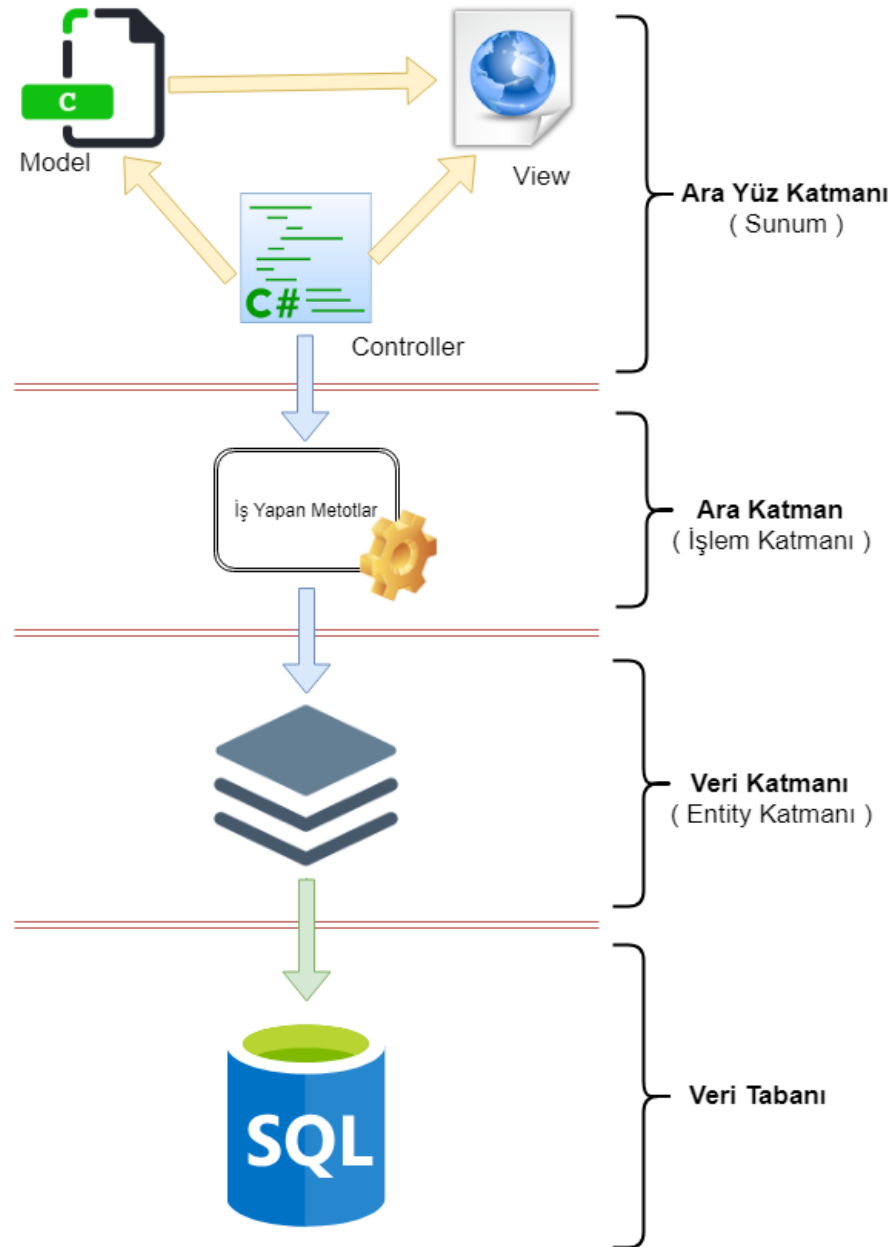 C
Model
View
C#
Controller
Ara Yüz Katmanı
( Sunum )
İş Yapan Metotlar
Ara Katman
( İşlem Katmanı )
Veri Katmanı
( Entity Katmanı )
SQL
Veri Tabanı